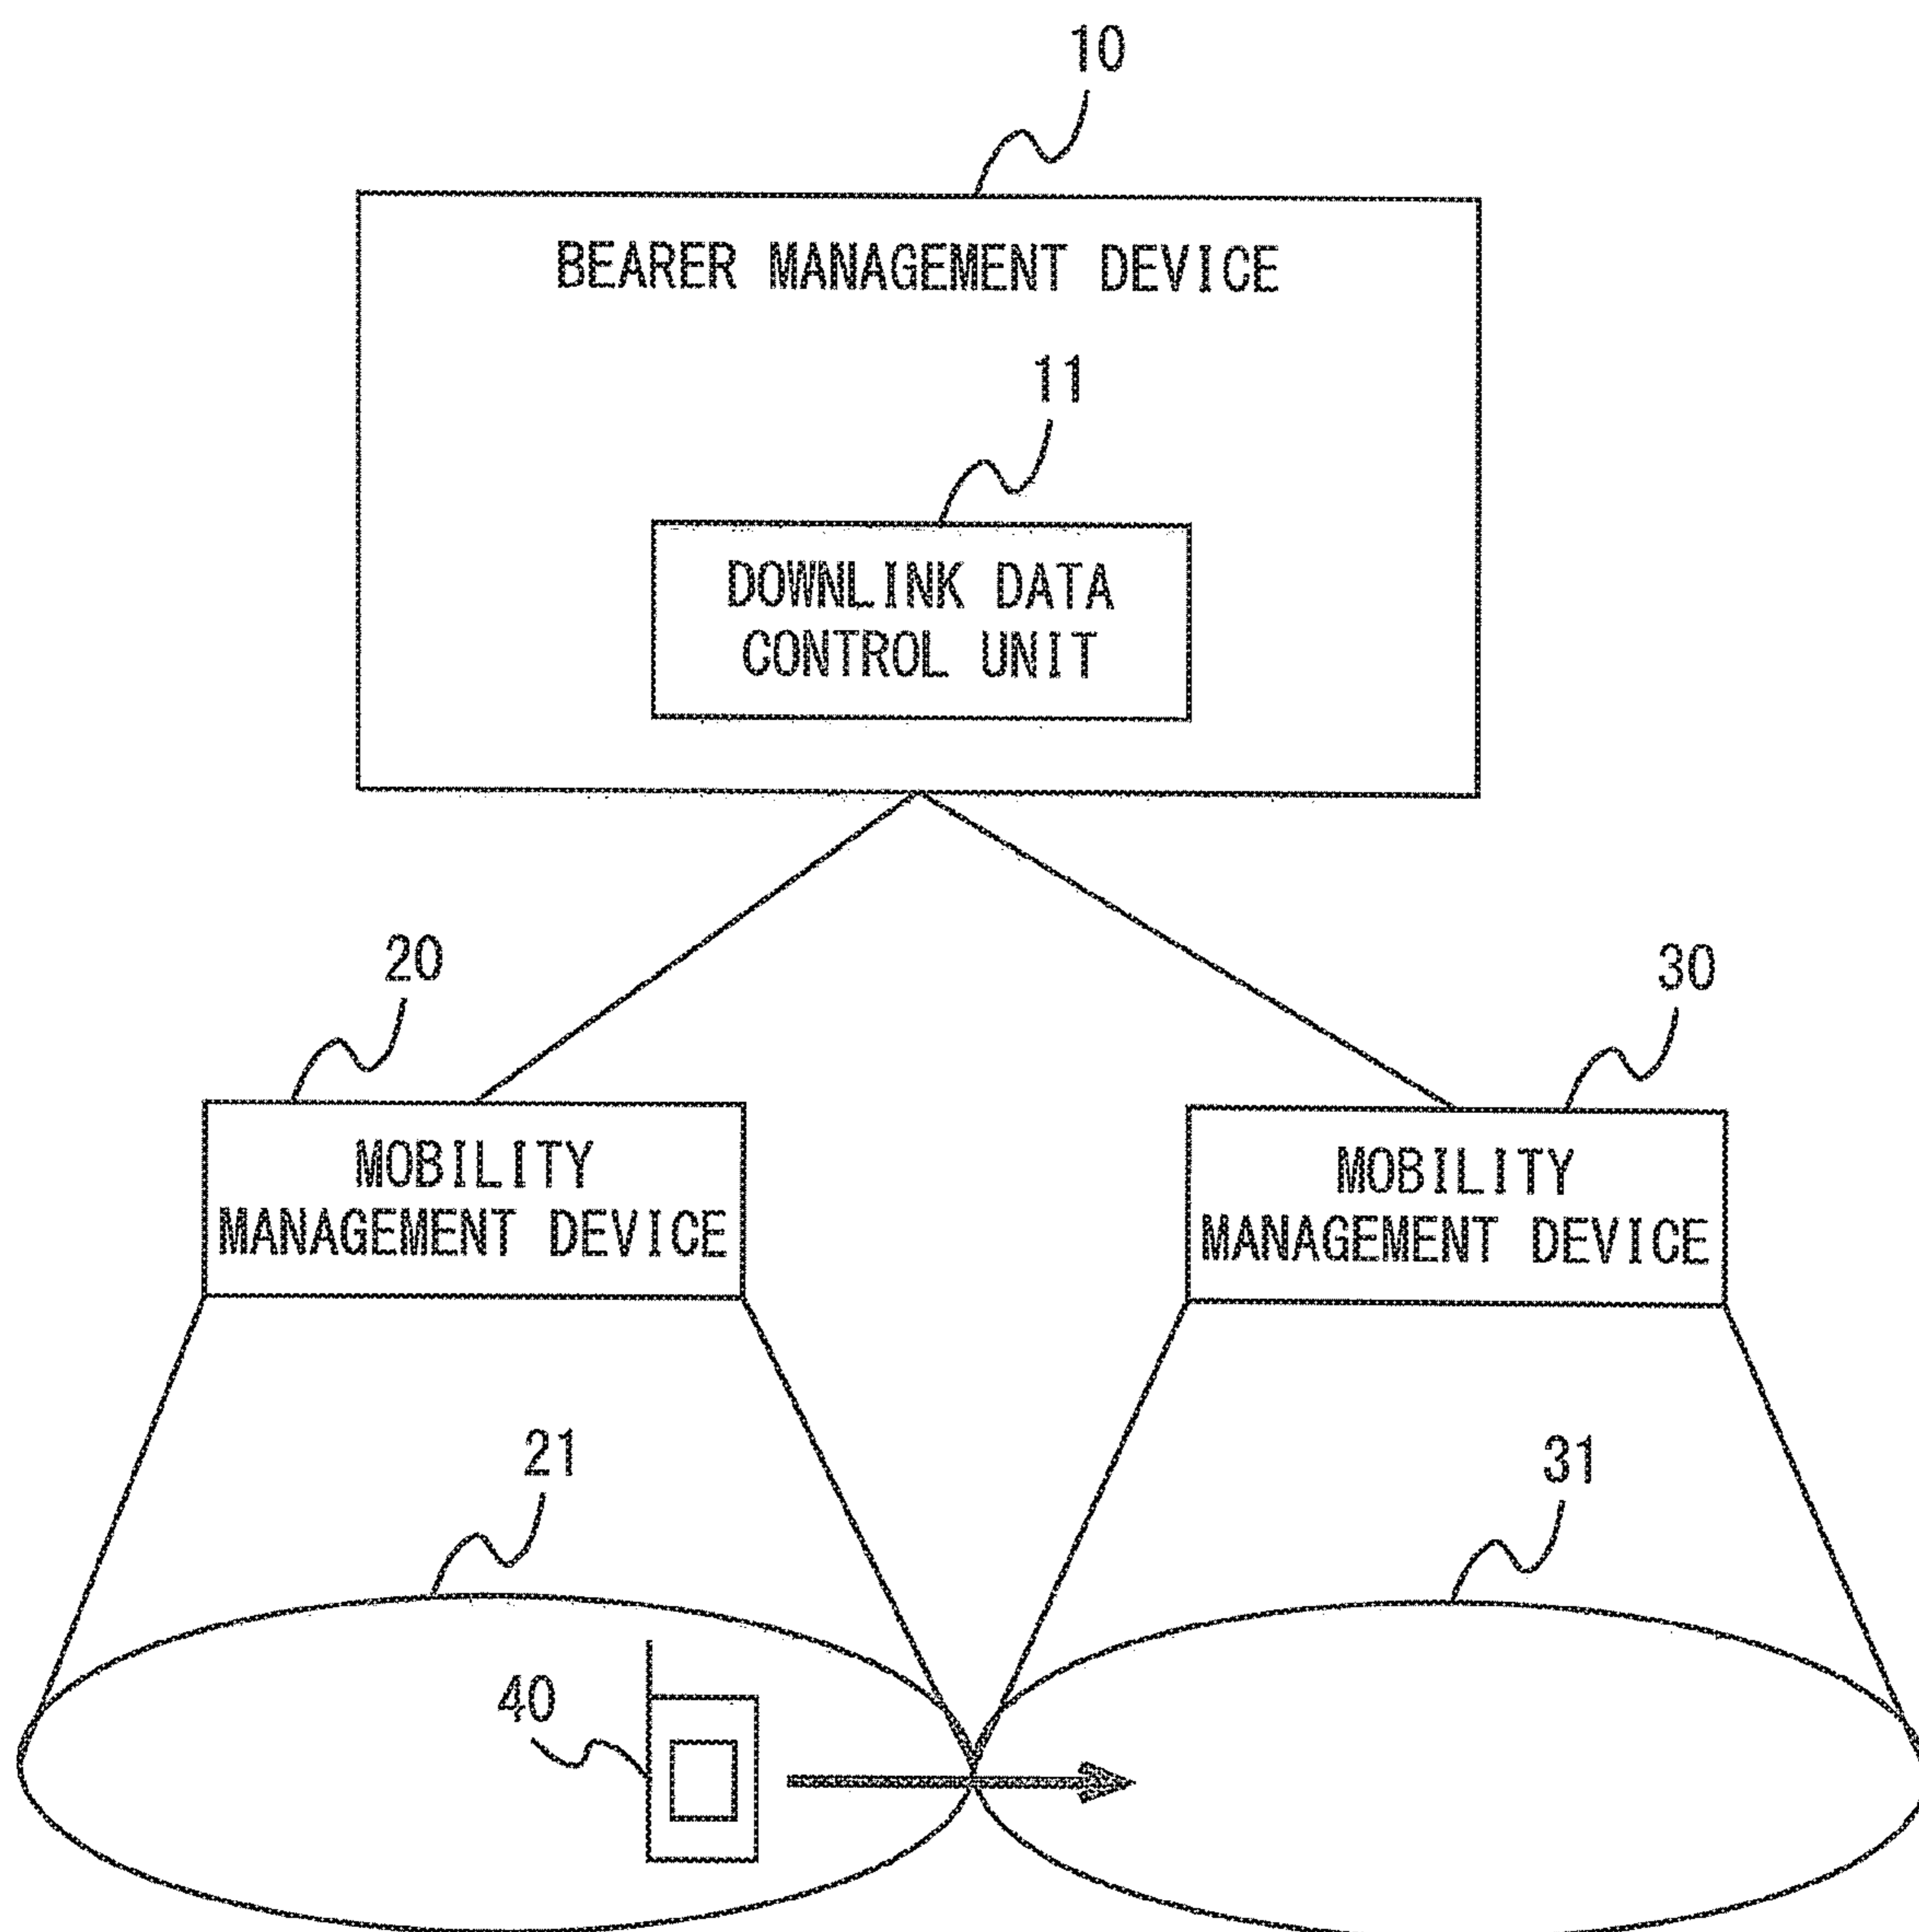 10
BEARER MANAGEMENT DEVICE
11
DOWNLINK DATA
CONTROL UNIT
20
30
MOBILITY
MANAGEMENT DEVICE
MOBILITY
MANAGEMENT DEVICE
21
31
40